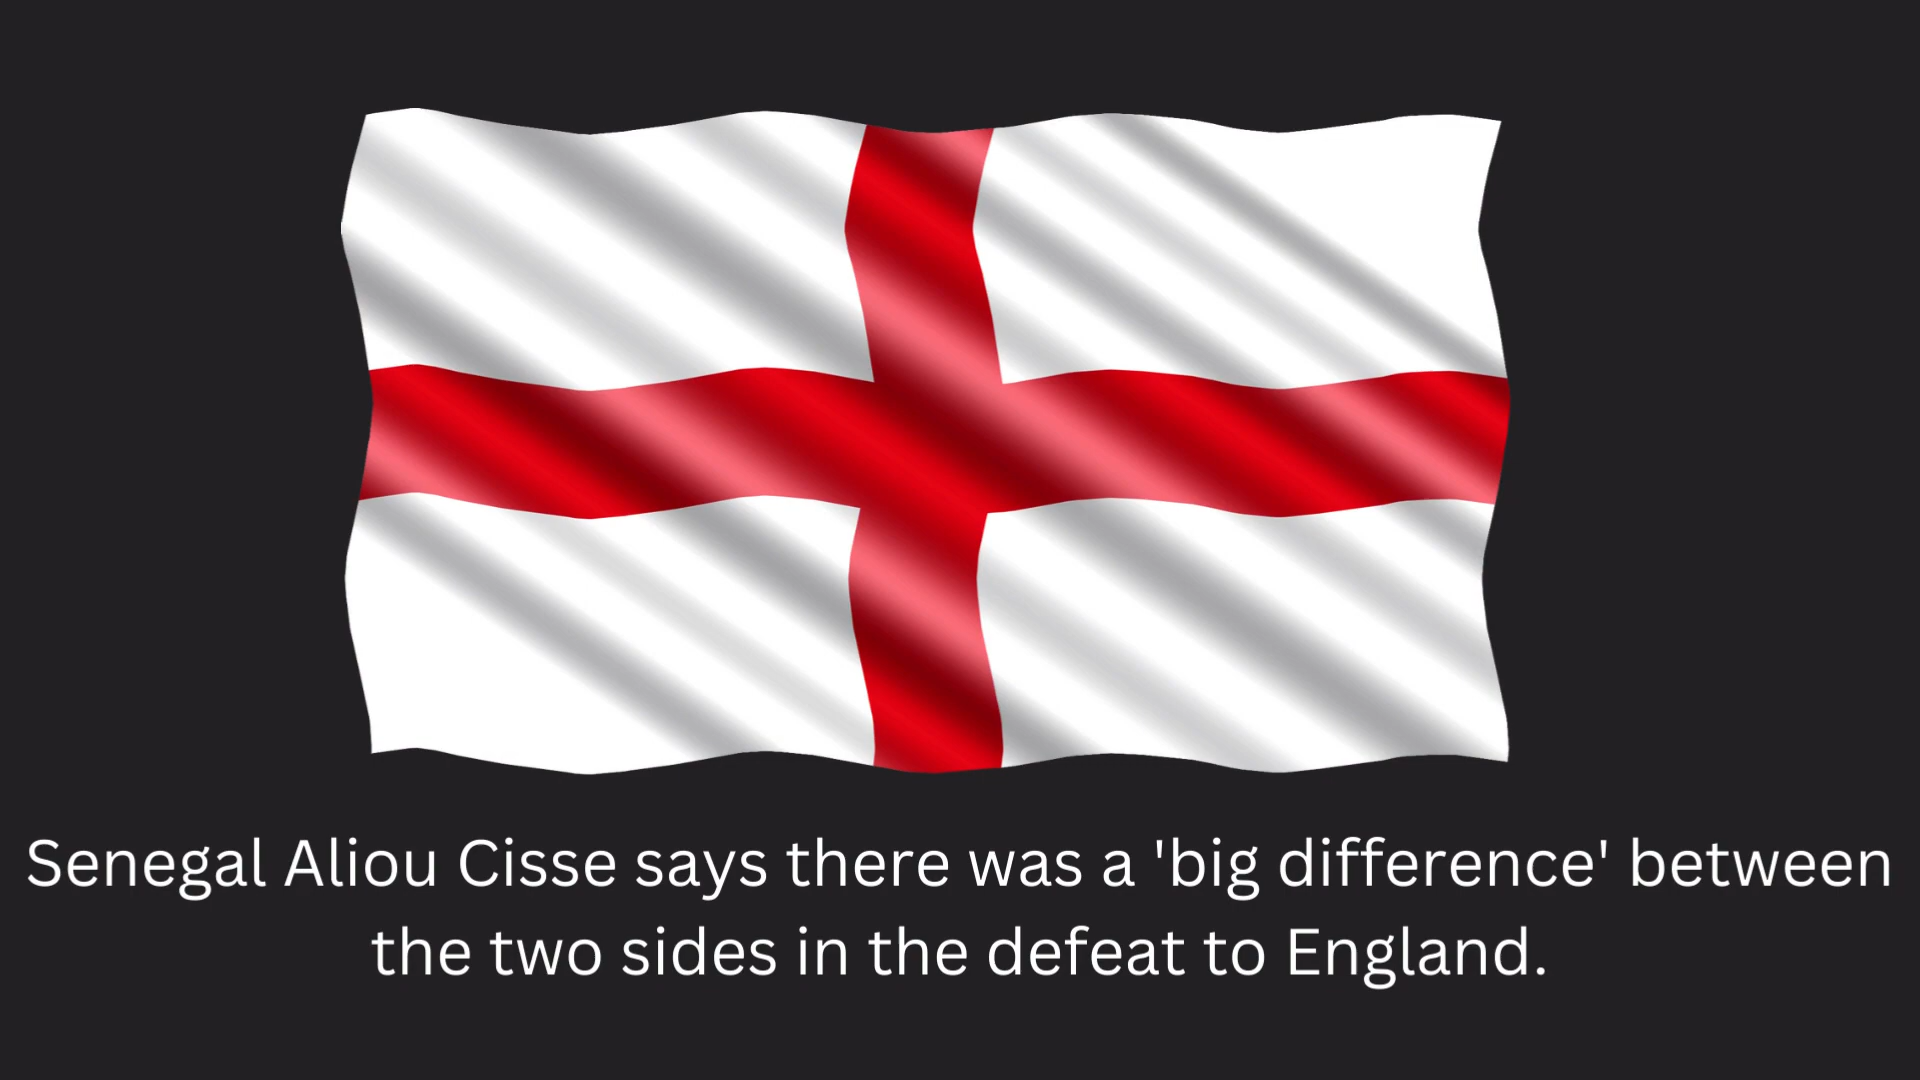 Senegal Aliou Cisse says there was a 'big difference' between
the two sides in the defeat to England.